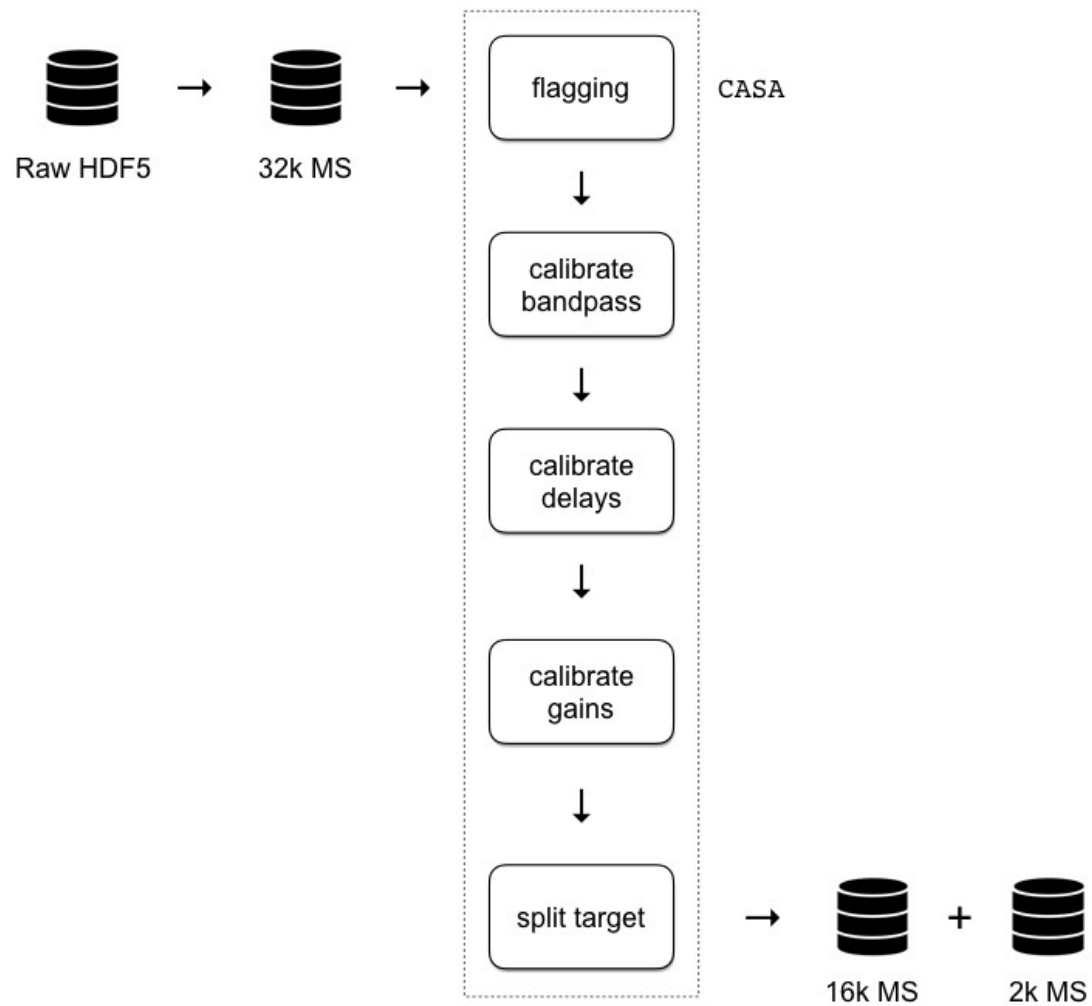 flagging
CASA
Raw HDF5
32k MS
calibrate
bandpass
calibrate
delays
calibrate
gains
split target
+
16k MS
2k MS